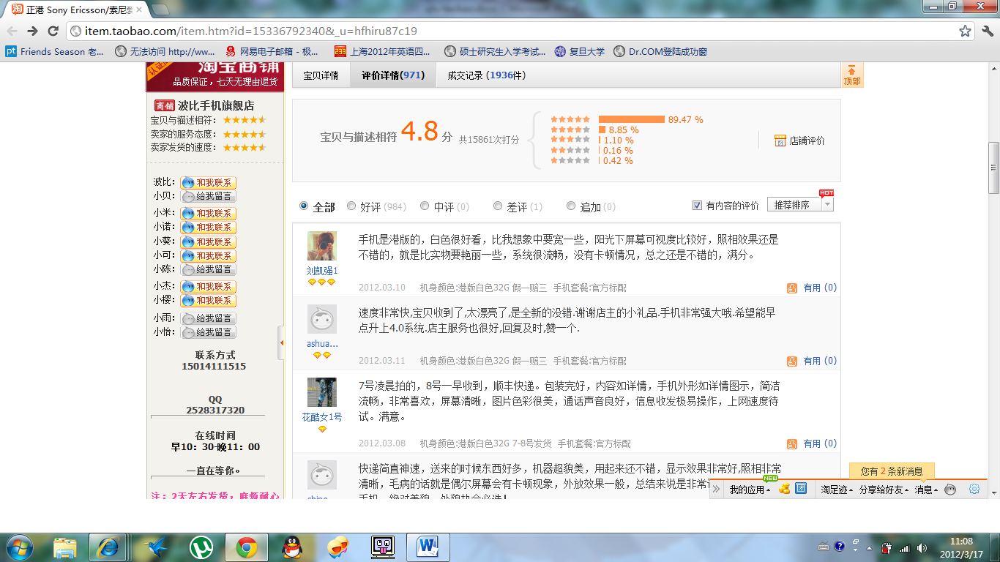 正港 Sony Ericsson/索尼爱
item.taobao.com/item.htm?id=15336792340&_u=hfhiru87c19
Friends Season 老... 无法访问 http://ww... 网易电子邮箱 - 极... 上海2012年英语四... 硕士研究生入学考试... 复旦大学 Dr.COM登陆成功窗
淘宝商铺
品质保证，七天无理由退货
商铺 波比手机旗舰店
宝贝与描述相符：
卖家的服务态度：
卖家发货的速度：
波比： 和我联系
小贝： 给我留言
小米： 和我联系
小诺： 和我联系
小葵： 和我联系
小可： 和我联系
小陈： 给我留言
小杰： 和我联系
小樱： 和我联系
小雨： 给我留言
小怡： 给我留言
联系方式
15014111515
QQ
2528317320
在线时间
早10：30-晚11：00
一直在等你。
注：2天左右发货，麻烦耐心
宝贝详情 评价详情(971) 成交记录 (1936件)
顶部
宝贝与描述相符 4.8 分 共15861次打分
89.47 %
8.85 %
1.10 %
0.16 %
0.42 %
店铺评价
全部 好评 (984) 中评 (0) 差评 (1) 追加 (0) 有内容的评价 推荐排序 HOT
手机是港版的，白色很好看，比我想象中要宽一些，阳光下屏幕可视度比较好，照相效果还是
不错的，就是比实物要艳丽一些，系统很流畅，没有卡顿情况，总之还是不错的，满分。
刘凯强1
2012.03.10 机身颜色:港版白色32G 假一赔三 手机套餐:官方标配 有用 (0)
速度非常快,宝贝收到了,太漂亮了,是全新的没错.谢谢店主的小礼品.手机非常强大哦.希望能早
点升上4.0系统.店主服务也很好,回复及时,赞一个.
ashua...
2012.03.11 机身颜色:港版白色32G 假一赔三 手机套餐:官方标配 有用 (0)
7号凌晨拍的，8号一早收到，顺丰快递。包装完好，内容如详情，手机外形如详情图示，简洁
流畅，非常喜欢，屏幕清晰，图片色彩很美，通话声音良好，信息收发极易操作，上网速度待
试。满意。
花酷女1号
2012.03.08 机身颜色:港版白色32G 7-8号发货 手机套餐:官方标配 有用 (0)
快递简直神速，送来的时候东西好多，机器超貌美，用起来还不错，显示效果非常好,照相非常
清晰，毛病的话就是偶尔屏幕会有卡顿现象，外放效果一般，总结来说是非常
您有 2 条新消息
NEW
我的应用 淘足迹 分享给好友 消息
11:08
2012/3/17